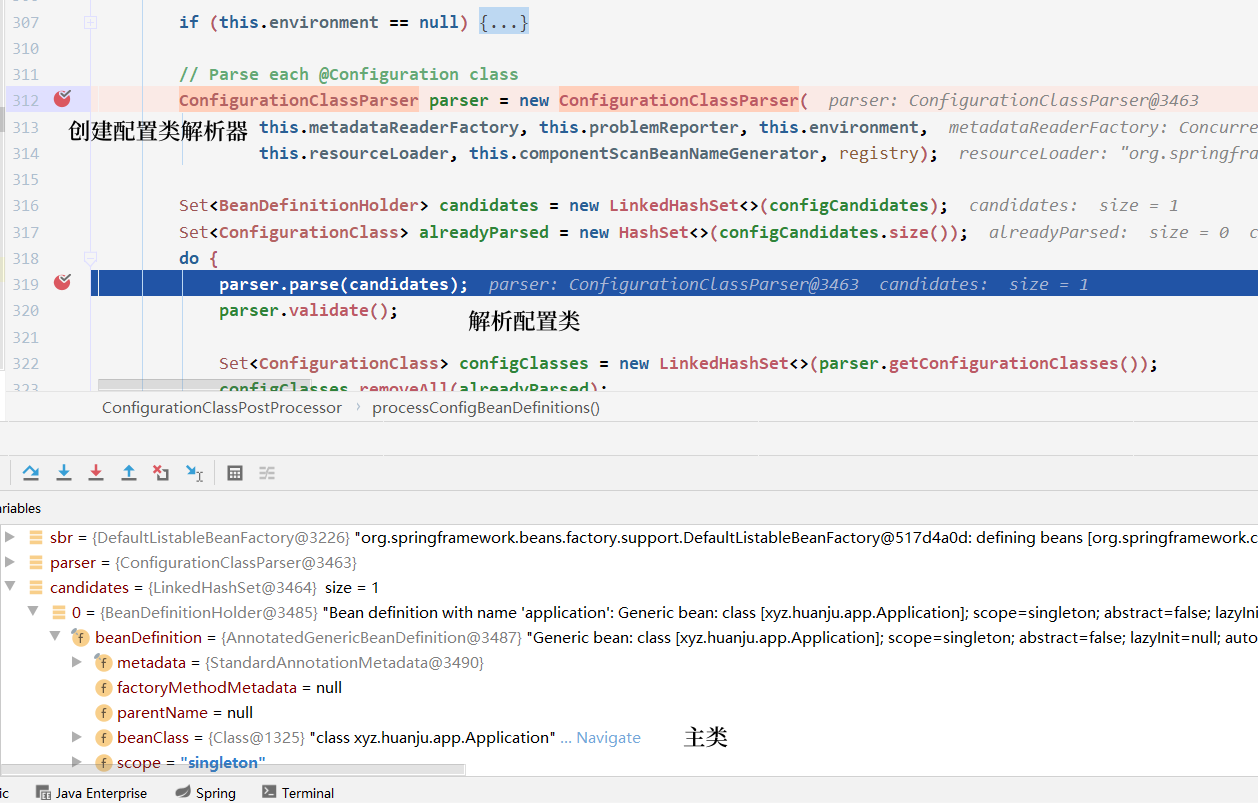 307 if (this.environment == null) {...}
310
311 // Parse each @Configuration class
312 ConfigurationClassParser parser = new ConfigurationClassParser( parser: ConfigurationClassParser@3463
创建配置类解析器
313 this.metadataReaderFactory, this.problemReporter, this.environment, metadataReaderFactory: Concurre
314 this.resourceLoader, this.componentScanBeanNameGenerator, registry); resourceLoader: "org.springfra
315
316 Set<BeanDefinitionHolder> candidates = new LinkedHashSet<>(configCandidates); candidates: size = 1
317 Set<ConfigurationClass> alreadyParsed = new HashSet<>(configCandidates.size()); alreadyParsed: size = 0 c
318 do {
319 parser.parse(candidates); parser: ConfigurationClassParser@3463 candidates: size = 1
320 parser.validate();
解析配置类
321
322 Set<ConfigurationClass> configClasses = new LinkedHashSet<>(parser.getConfigurationClasses());
323 configClasses.removeAll(alreadyParsed);
ConfigurationClassPostProcessor › processConfigBeanDefinitions()
riables
sbr = {DefaultListableBeanFactory@3226} "org.springframework.beans.factory.support.DefaultListableBeanFactory@517d4a0d: defining beans [org.springframework.c
parser = {ConfigurationClassParser@3463}
candidates = {LinkedHashSet@3464} size = 1
0 = {BeanDefinitionHolder@3485} "Bean definition with name 'application': Generic bean: class [xyz.huanju.app.Application]; scope=singleton; abstract=false; lazyIni
f beanDefinition = {AnnotatedGenericBeanDefinition@3487} "Generic bean: class [xyz.huanju.app.Application]; scope=singleton; abstract=false; lazyInit=null; auto
f metadata = {StandardAnnotationMetadata@3490}
f factoryMethodMetadata = null
f parentName = null
f beanClass = {Class@1325} "class xyz.huanju.app.Application" ... Navigate
主类
f scope = "singleton"
ic Java Enterprise Spring Terminal